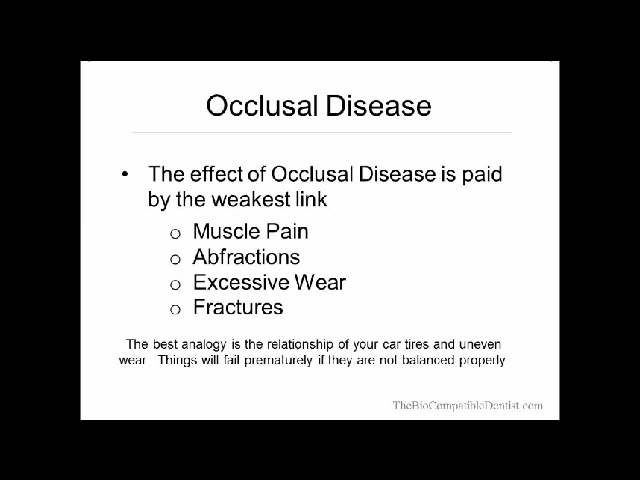 Occlusal Disease
• The effect of Occlusal Disease is paid
by the weakest link
o Muscle Pain
o Abfractions
o Excessive Wear
o Fractures
The best analogy is the relationship of your car tires and uneven
wear Things will fail prematurely if they are not balanced properly
TheBioCompatibleDentist.com